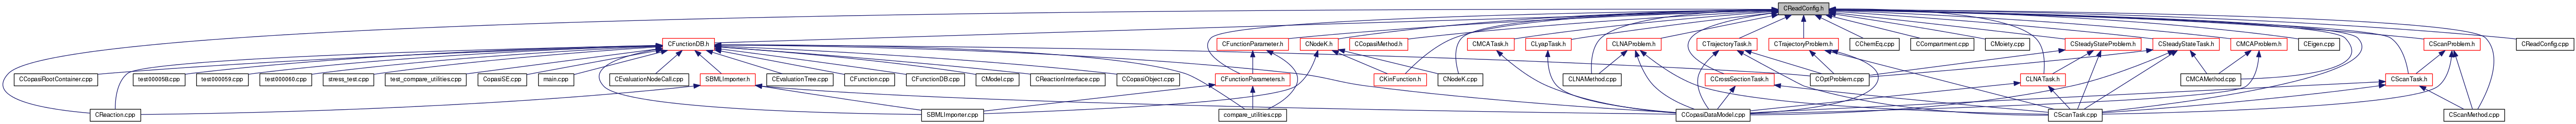 CReadConfig.h
CFunctionDB.h
CFunctionParameter.h
CNodeK.h
CCopasiMethod.h
CMCATask.h
CLyapTask.h
CLNAProblem.h
CTrajectoryTask.h
CTrajectoryProblem.h
CChemEq.cpp
CCompartment.cpp
CMoiety.cpp
CSteadyStateProblem.h
CSteadyStateTask.h
CMCAProblem.h
CEigen.cpp
CScanProblem.h
CReadConfig.cpp
CCopasiRootContainer.cpp
test000058.cpp
test000059.cpp
test000060.cpp
stress_test.cpp
test_compare_utilities.cpp
CopasiSE.cpp
main.cpp
CEvaluationNodeCall.cpp
SBMLImporter.h
CEvaluationTree.cpp
CFunction.cpp
CFunctionDB.cpp
CModel.cpp
CReactionInterface.cpp
CCopasiObject.cpp
CFunctionParameters.h
CKinFunction.h
CNodeK.cpp
CLNAMethod.cpp
CCrossSectionTask.h
COptProblem.cpp
CLNATask.h
CMCAMethod.cpp
CScanTask.h
CReaction.cpp
SBMLImporter.cpp
compare_utilities.cpp
CCopasiDataModel.cpp
CScanTask.cpp
CScanMethod.cpp